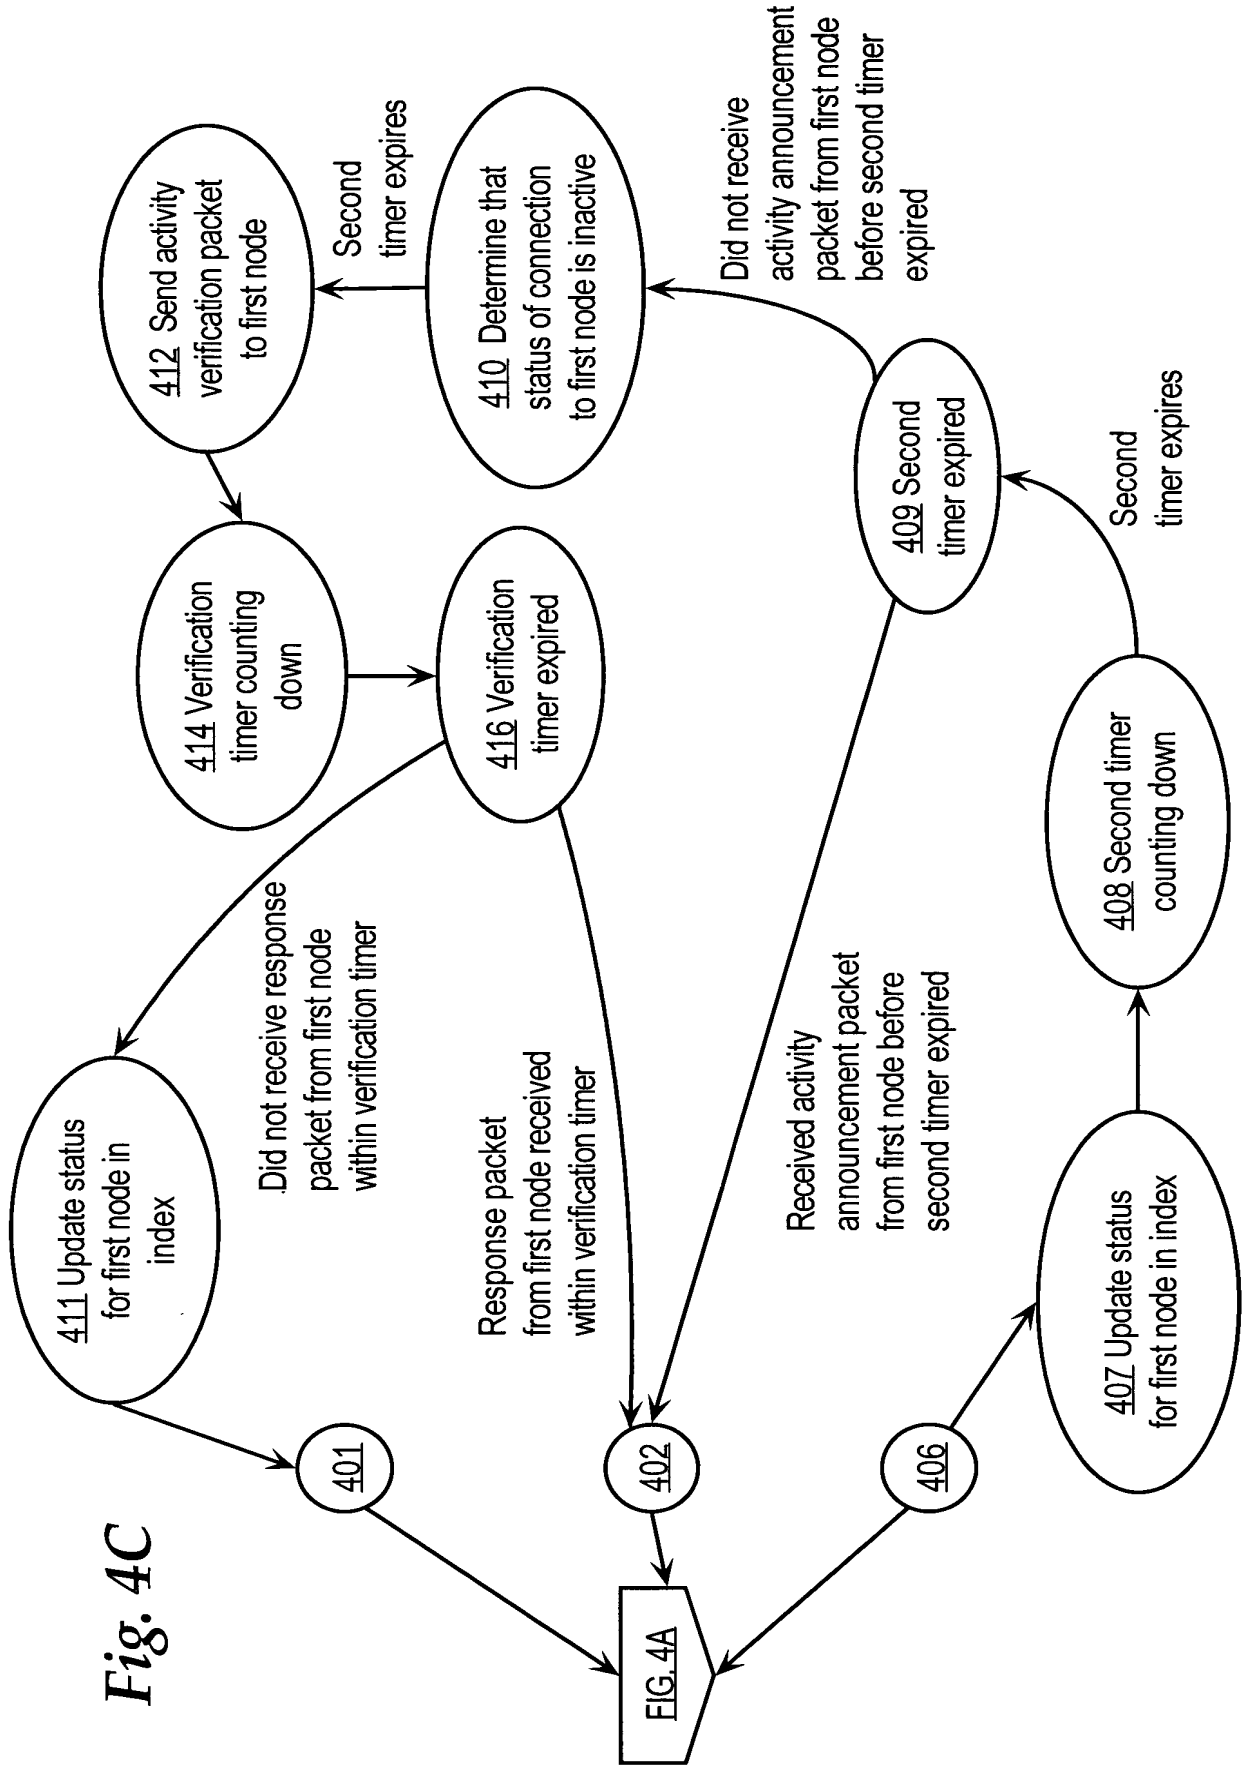 Fig. 4C
411 Update status
for first node in
index
414 Verification
timer counting
down
412 Send activity
verification packet
to first node
Did not receive response
packet from first node
within verification timer
Second
timer expires
401
Response packet
from first node received
within verification timer
416 Verification
timer expired
410 Determine that
status of connection
to first node is inactive
FIG. 4A
402
Received activity
announcement packet
from first node before
second timer expired
409 Second
timer expired
Did not receive
activity announcement
packet from first node
before second timer
expired
406
407 Update status
for first node in index
408 Second timer
counting down
Second
timer expires